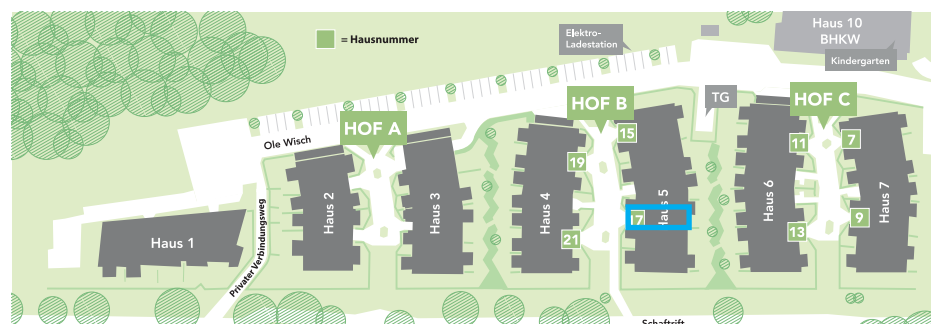 Haus 10
BHKW
Kindergarten
Elektro-
Ladestation
= Hausnummer
TG
HOF A
HOF B
HOF C
Ole Wisch
15
11
7
19
Haus 2
Haus 3
Haus 4
Haus 5
Haus 6
Haus 7
17
21
13
9
Haus 1
Privater Verbindungsweg
Schaftrift